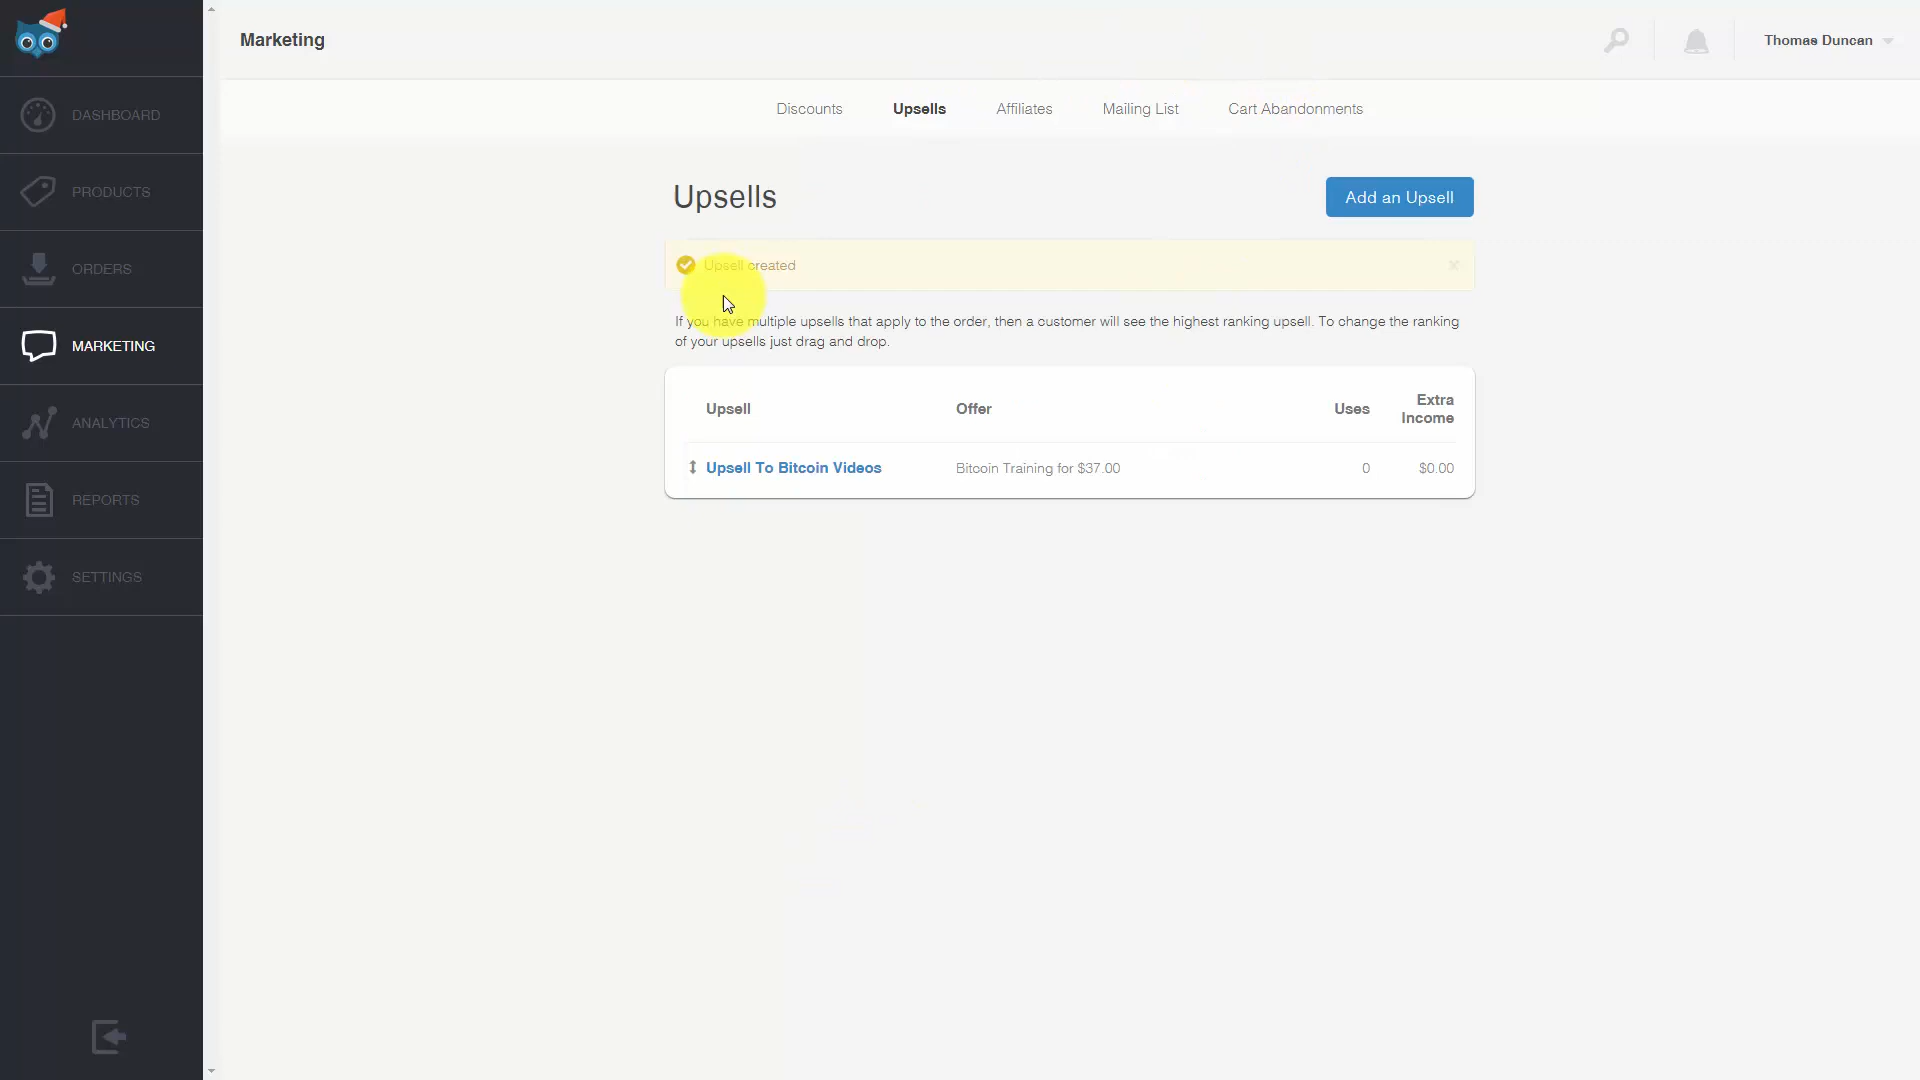 Marketing
Thomas Duncan
DASHBOARD
PRODUCTS
ORDERS
MARKETING
ANALYTICS
REPORTS
SETTINGS
Discounts
Upsells
Affiliates
Mailing List
Cart Abandonments
Upsells
Add an Upsell
Upsell created
If you have multiple upsells that apply to the order, then a customer will see the highest ranking upsell. To change the ranking
of your upsells just drag and drop.
Upsell
Offer
Uses
Extra
Income
Upsell To Bitcoin Videos
Bitcoin Training for $37.00
0
$0.00